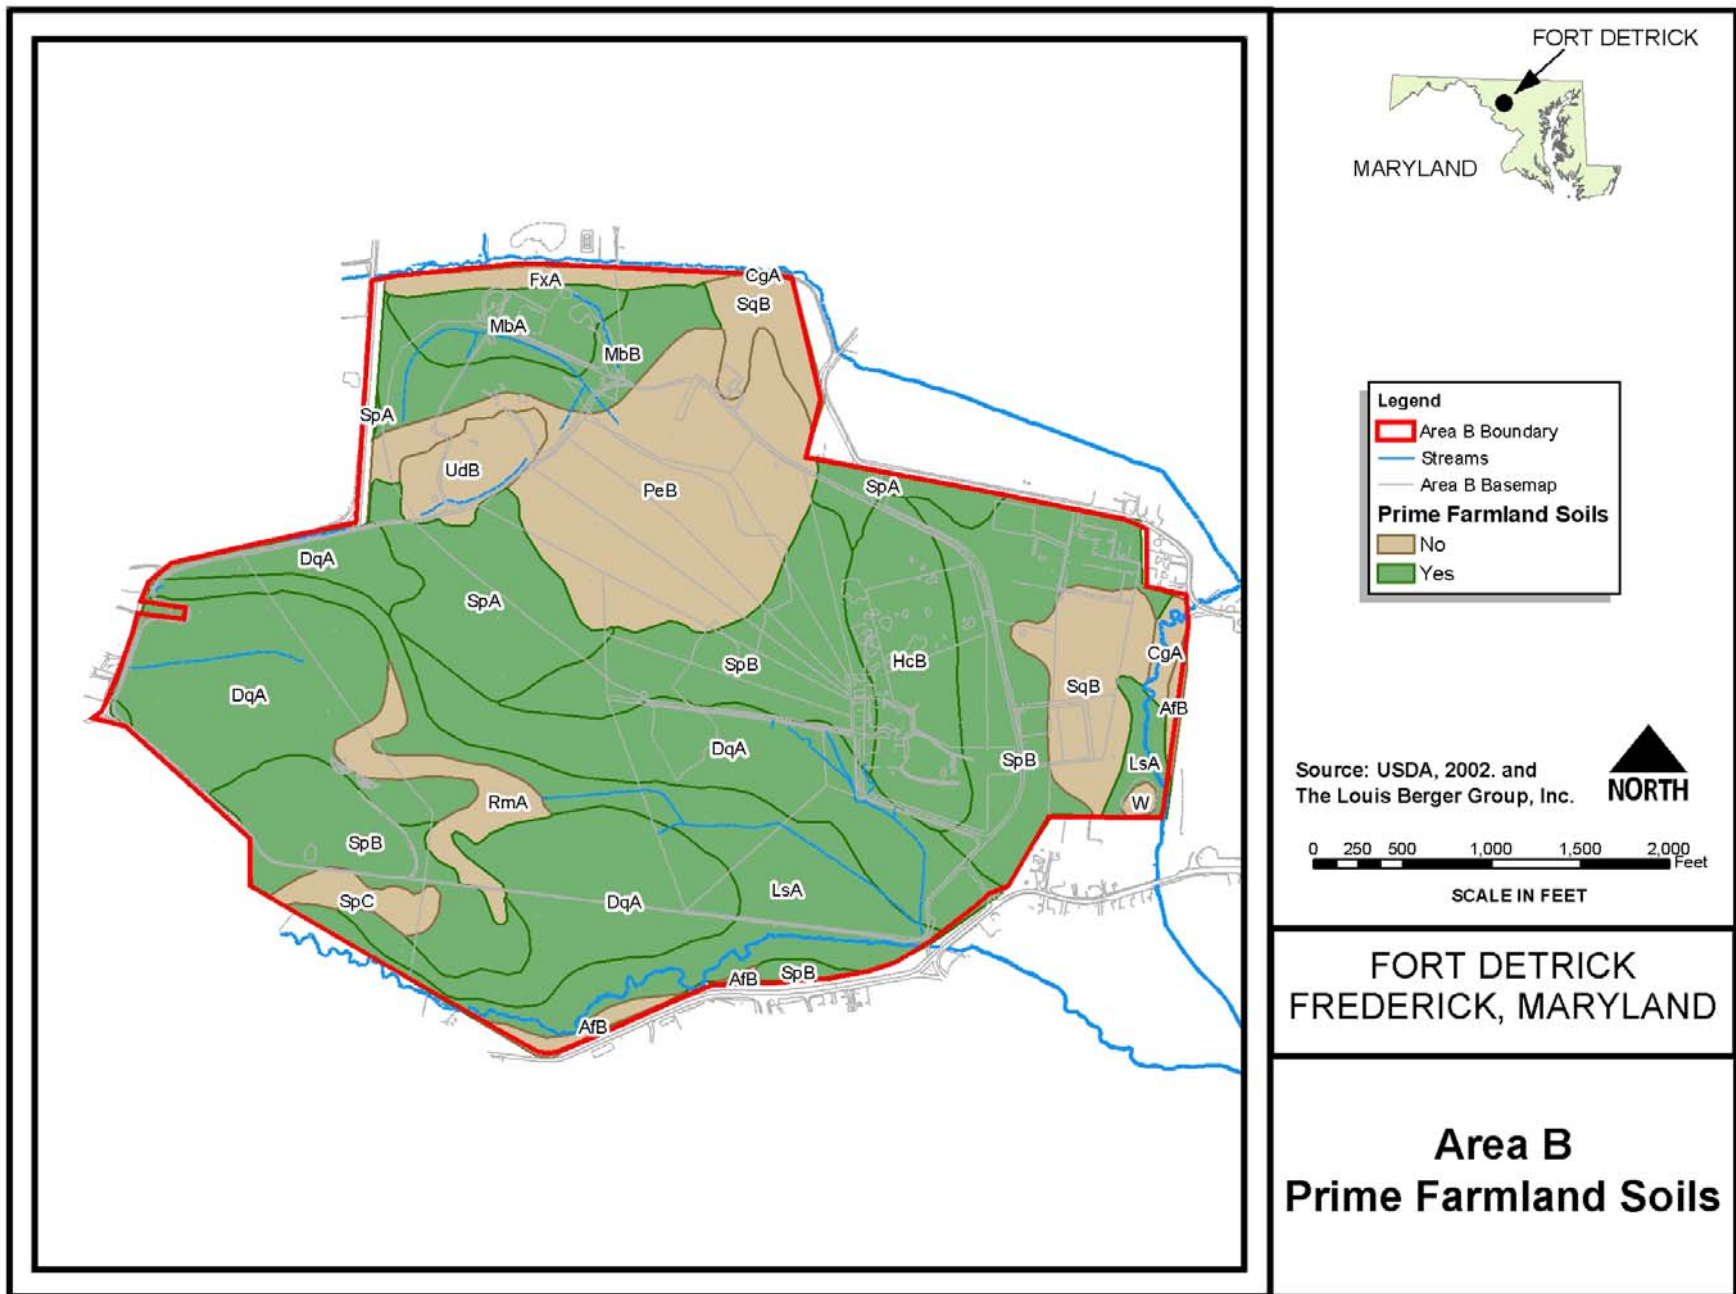 FORT DETRICK
MARYLAND
FxA
CgA
SqB
MbA
MbB
SpA
UdB
PeB
SpA
DqA
SpA
SpB
HcB
CgA
SqB
DqA
AfB
DqA
SpB
LsA
RmA
W
SpB
SpC
DqA
LsA
AfB
SpB
AfB
Legend
Area B Boundary
Streams
Area B Basemap
Prime Farmland Soils
No
Yes
Source: USDA, 2002. and
The Louis Berger Group, Inc.
NORTH
0 250 500 1,000 1,500 2,000
Feet
SCALE IN FEET
FORT DETRICK
FREDERICK, MARYLAND
Area B
Prime Farmland Soils